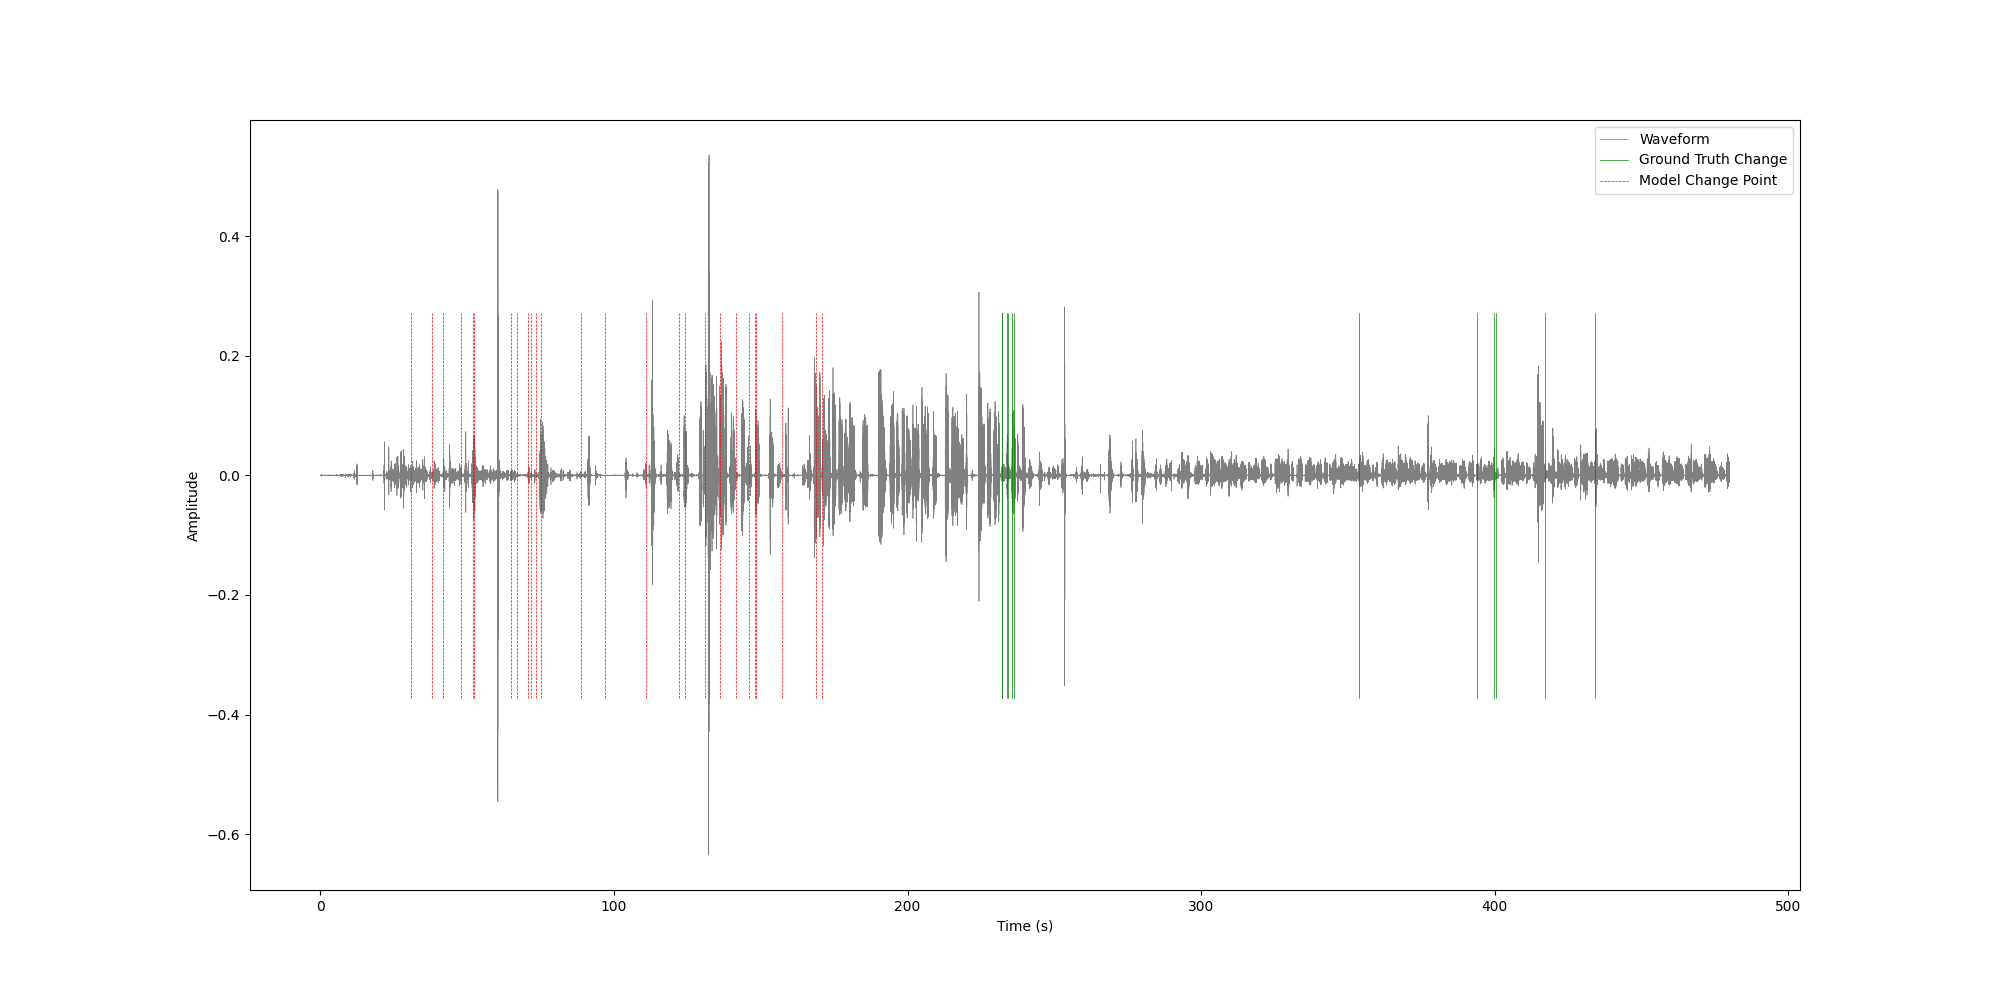 Waveform
Ground Truth Change
Model Change Point
0.4
0.2
0.0
−0.2
−0.4
−0.6
Amplitude
0 100 200 300 400 500
Time (s)